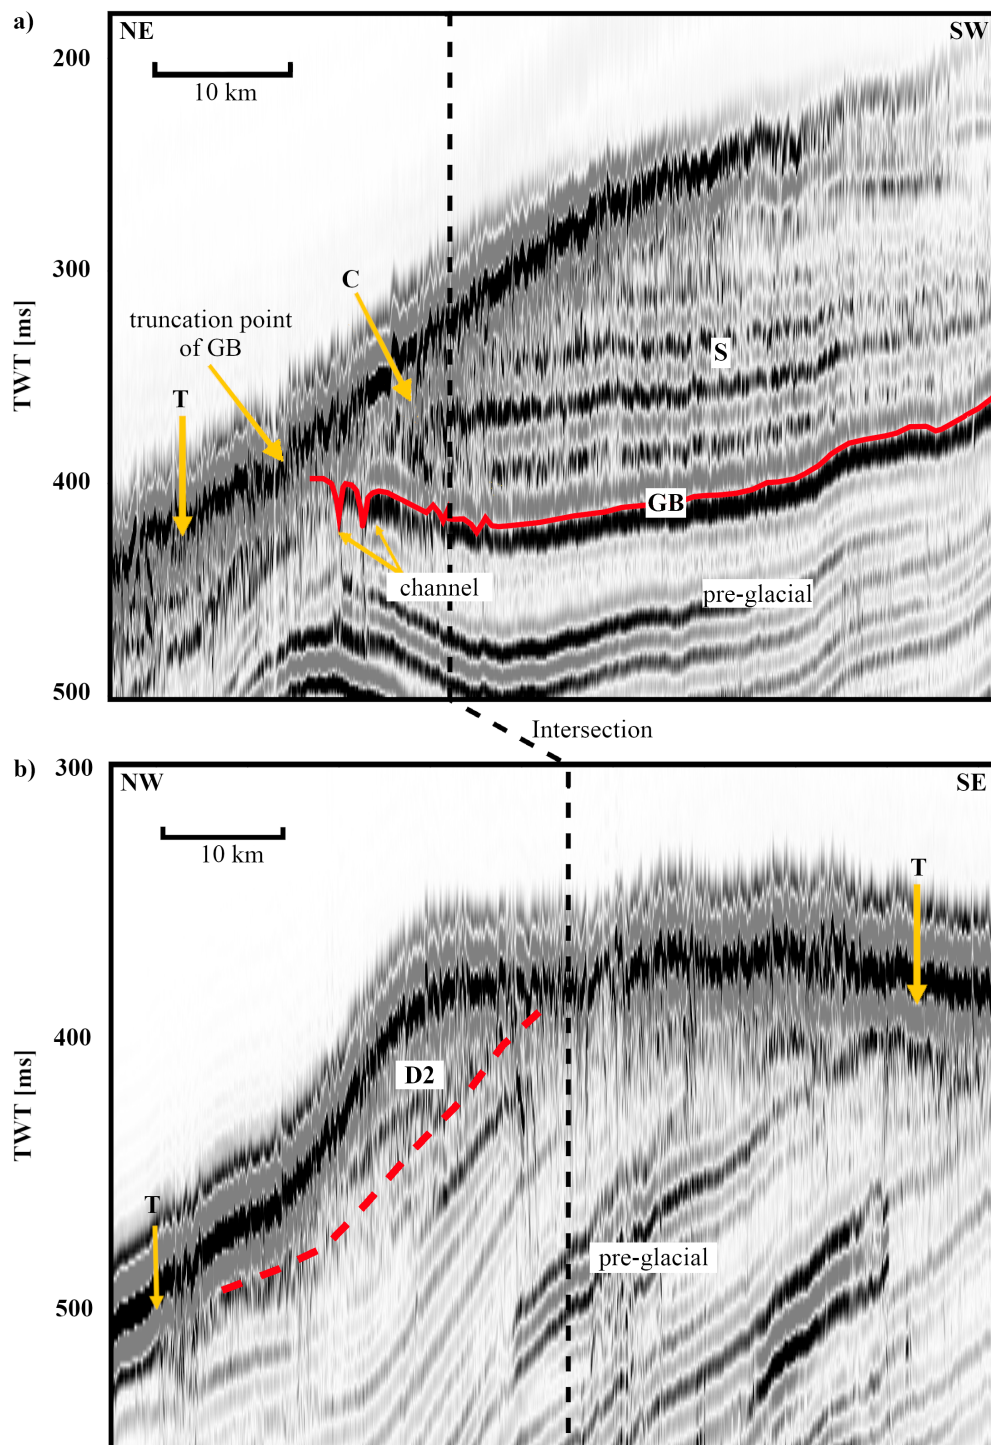 a)
NE
SW
200
10 km
300
C
truncation point
of GB
S
T
TWT [ms]
400
GB
channel
pre-glacial
500
Intersection
b)
300
NW
SE
10 km
T
400
D2
TWT [ms]
T
pre-glacial
500